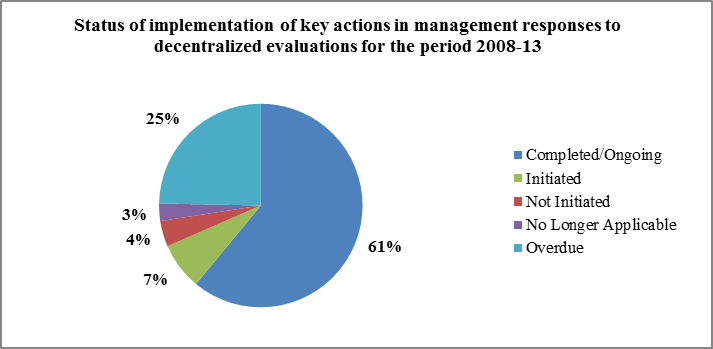 Status of implementation of key actions in management responses to
decentralized evaluations for the period 2008-13
25%
3%
4%
7%
61%
Completed/Ongoing
Initiated
Not Initiated
No Longer Applicable
Overdue